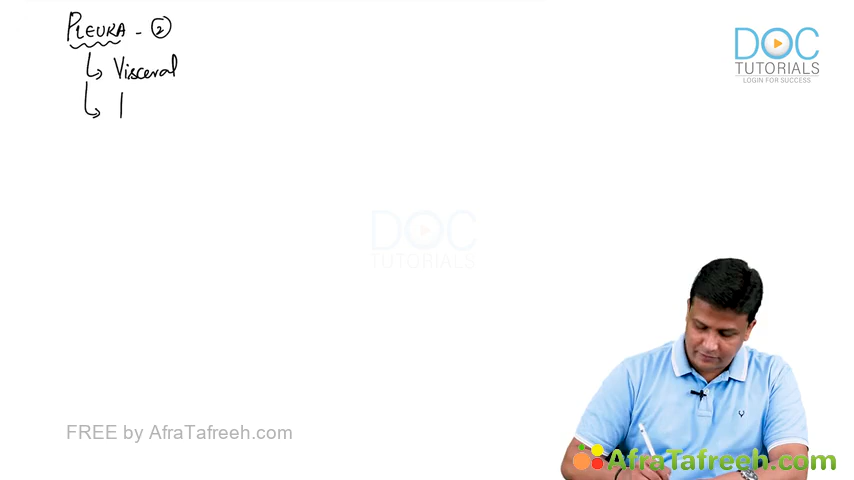 PLEURA - 2
Visceral
DOC
TUTORIALS
LOGIN FOR SUCCESS
DOC
TUTORIALS
FREE by AfraTafreeh.com
AfraTafreeh.com